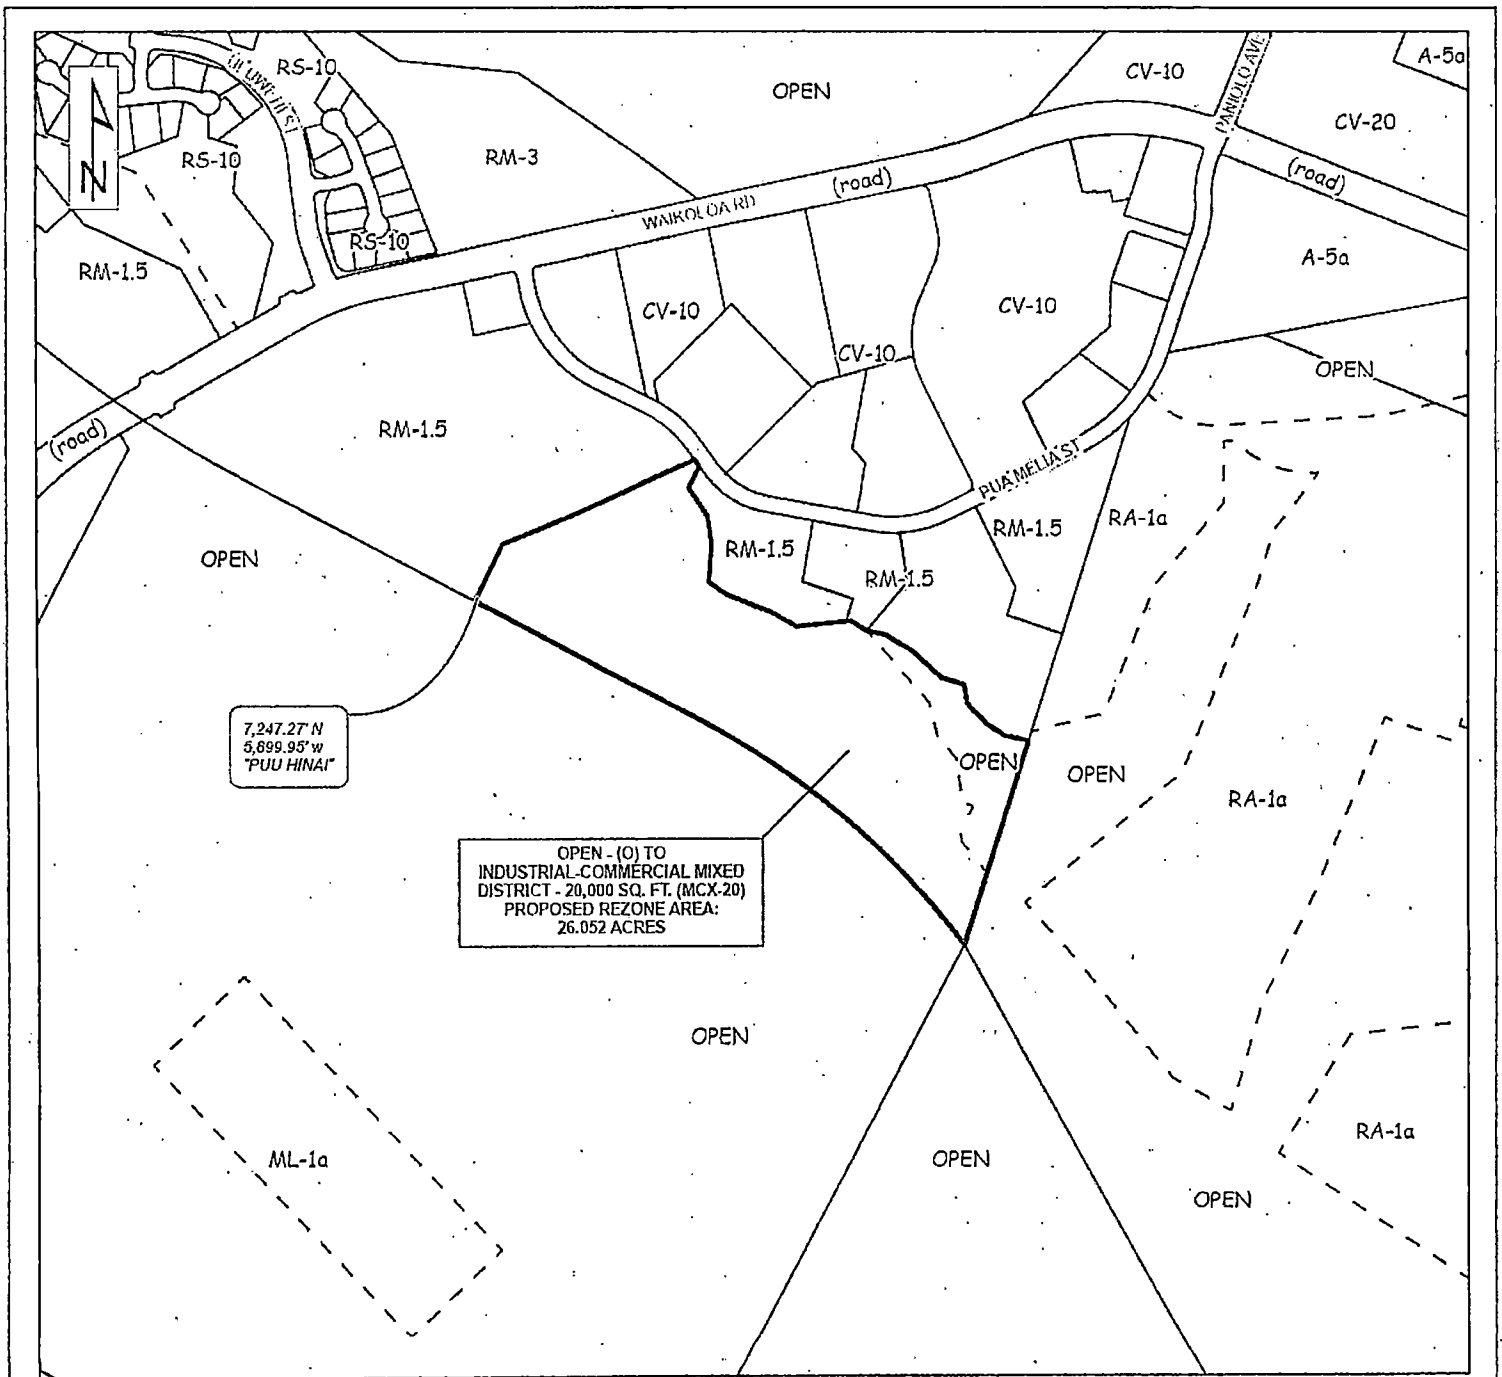 RS-10
OPEN
CV-10
PANIOLO AVE
A-5a
CV-20
N
RS-10
RM-3
(road)
(road)
WAIKOLOA RD
RS-10
RM-1.5
A-5a
CV-10
CV-10
CV-10
OPEN
(road)
RM-1.5
PUA MELIA ST
RA-1a
RM-1.5
OPEN
RM-1.5
RM-1.5
7,247.27' N
5,699.95' w
"PUU HINAI"
OPEN
OPEN
RA-1a
OPEN - (O) TO
INDUSTRIAL-COMMERCIAL MIXED
DISTRICT - 20,000 SQ. FT. (MCX-20)
PROPOSED REZONE AREA:
26.052 ACRES
OPEN
ML-1a
OPEN
RA-1a
OPEN